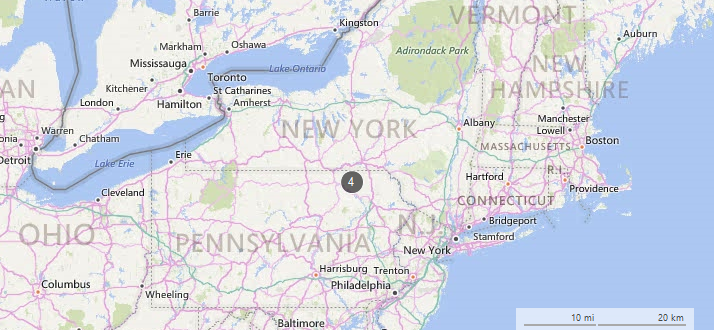 VERMONT
Barrie
Kingston
Auburn
Markham
Oshawa
Adirondack Park
Mississauga
Lake Ontario
NEW
HAMPSHIRE
Toronto
AN
Kitchener
St Catharines
London
Hamilton
Amherst
Manchester
Albany
Lowell
Warren
NEW YORK
Boston
Chatham
MASSACHUSETTS
Detroit
Lake Erie
Erie
R.I.
Hartford
4
Providence
Cleveland
CONNECTICUT
N.J.
Bridgeport
OHIO
PENNSYLVANIA
Stamford
New York
Harrisburg
Trenton
Columbus
Philadelphia
Wheeling
Baltimore
10 mi
20 km